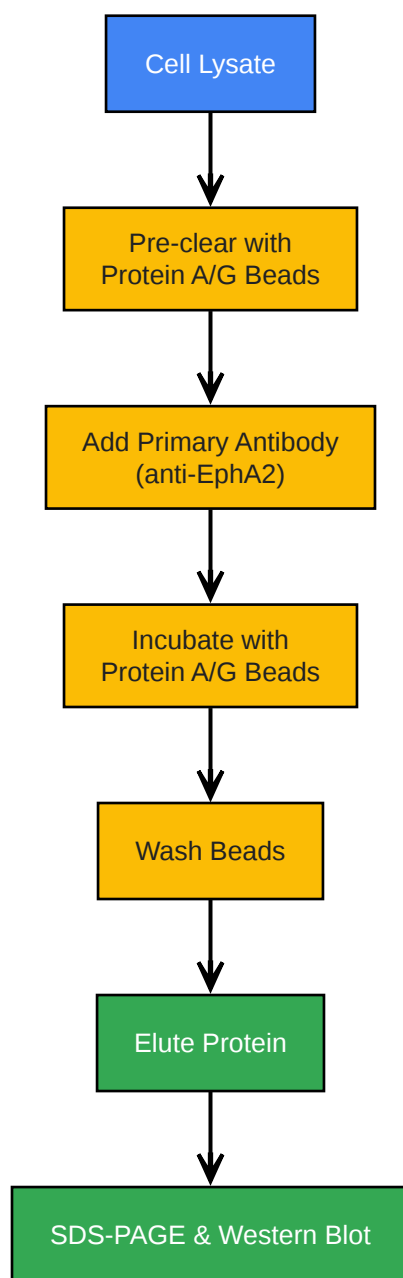 Cell Lysate
Pre-clear with
Protein A/G Beads
Add Primary Antibody
(anti-EphA2)
Incubate with
Protein A/G Beads
Wash Beads
Elute Protein
SDS-PAGE & Western Blot